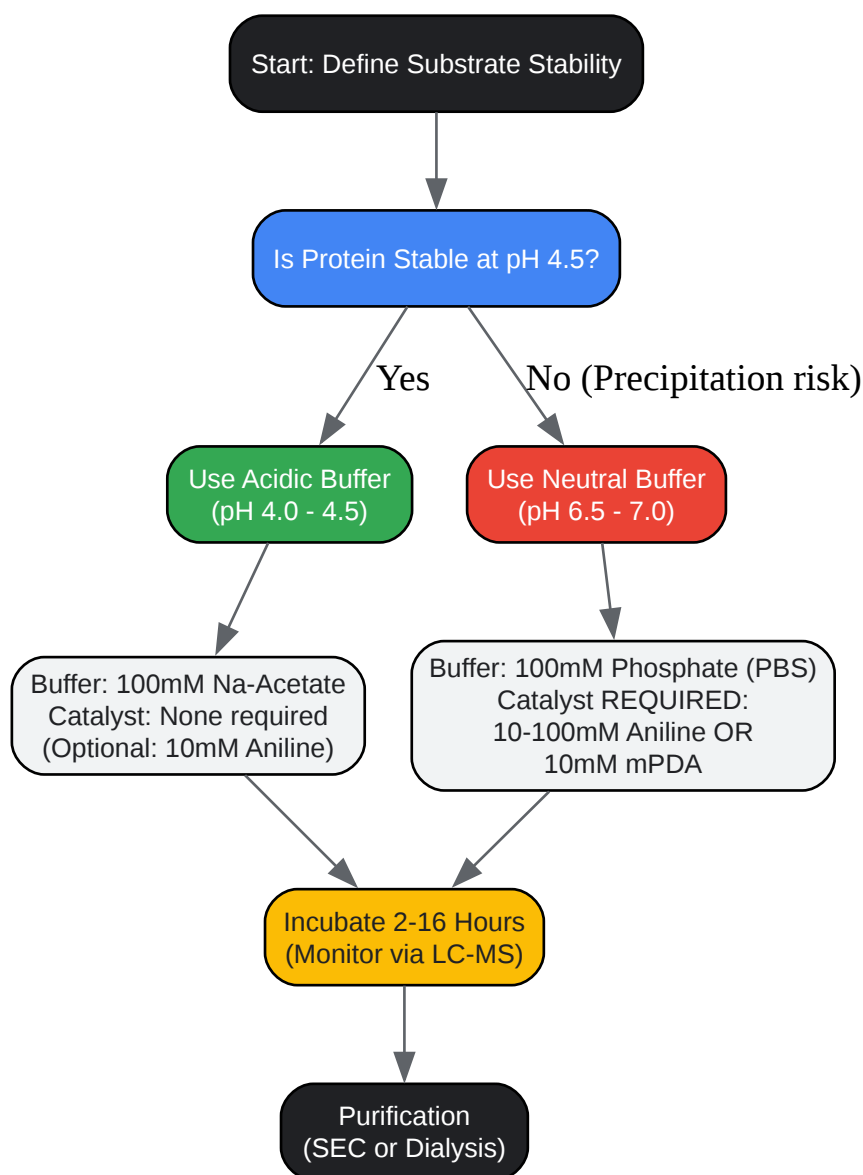 Start: Define Substrate Stability
Is Protein Stable at pH 4.5?
Yes
No (Precipitation risk)
Use Acidic Buffer
(pH 4.0 - 4.5)
Use Neutral Buffer
(pH 6.5 - 7.0)
Buffer: 100mM Na-Acetate
Catalyst: None required
(Optional: 10mM Aniline)
Buffer: 100mM Phosphate (PBS)
Catalyst REQUIRED:
10-100mM Aniline OR
10mM mPDA
Incubate 2-16 Hours
(Monitor via LC-MS)
Purification
(SEC or Dialysis)